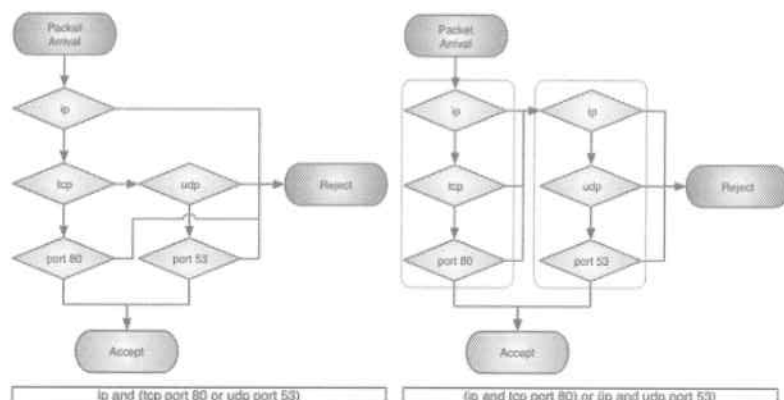 Packet
Arrival
ip
tcp
udp
Reject
port 80
port 53
Accept
ip and (tcp port 80 or udp port 53)
Packet
Arrival
ip
ip
tcp
udp
Reject
port 80
port 53
Accept
(ip and tcp port 80) or (ip and udp port 53)